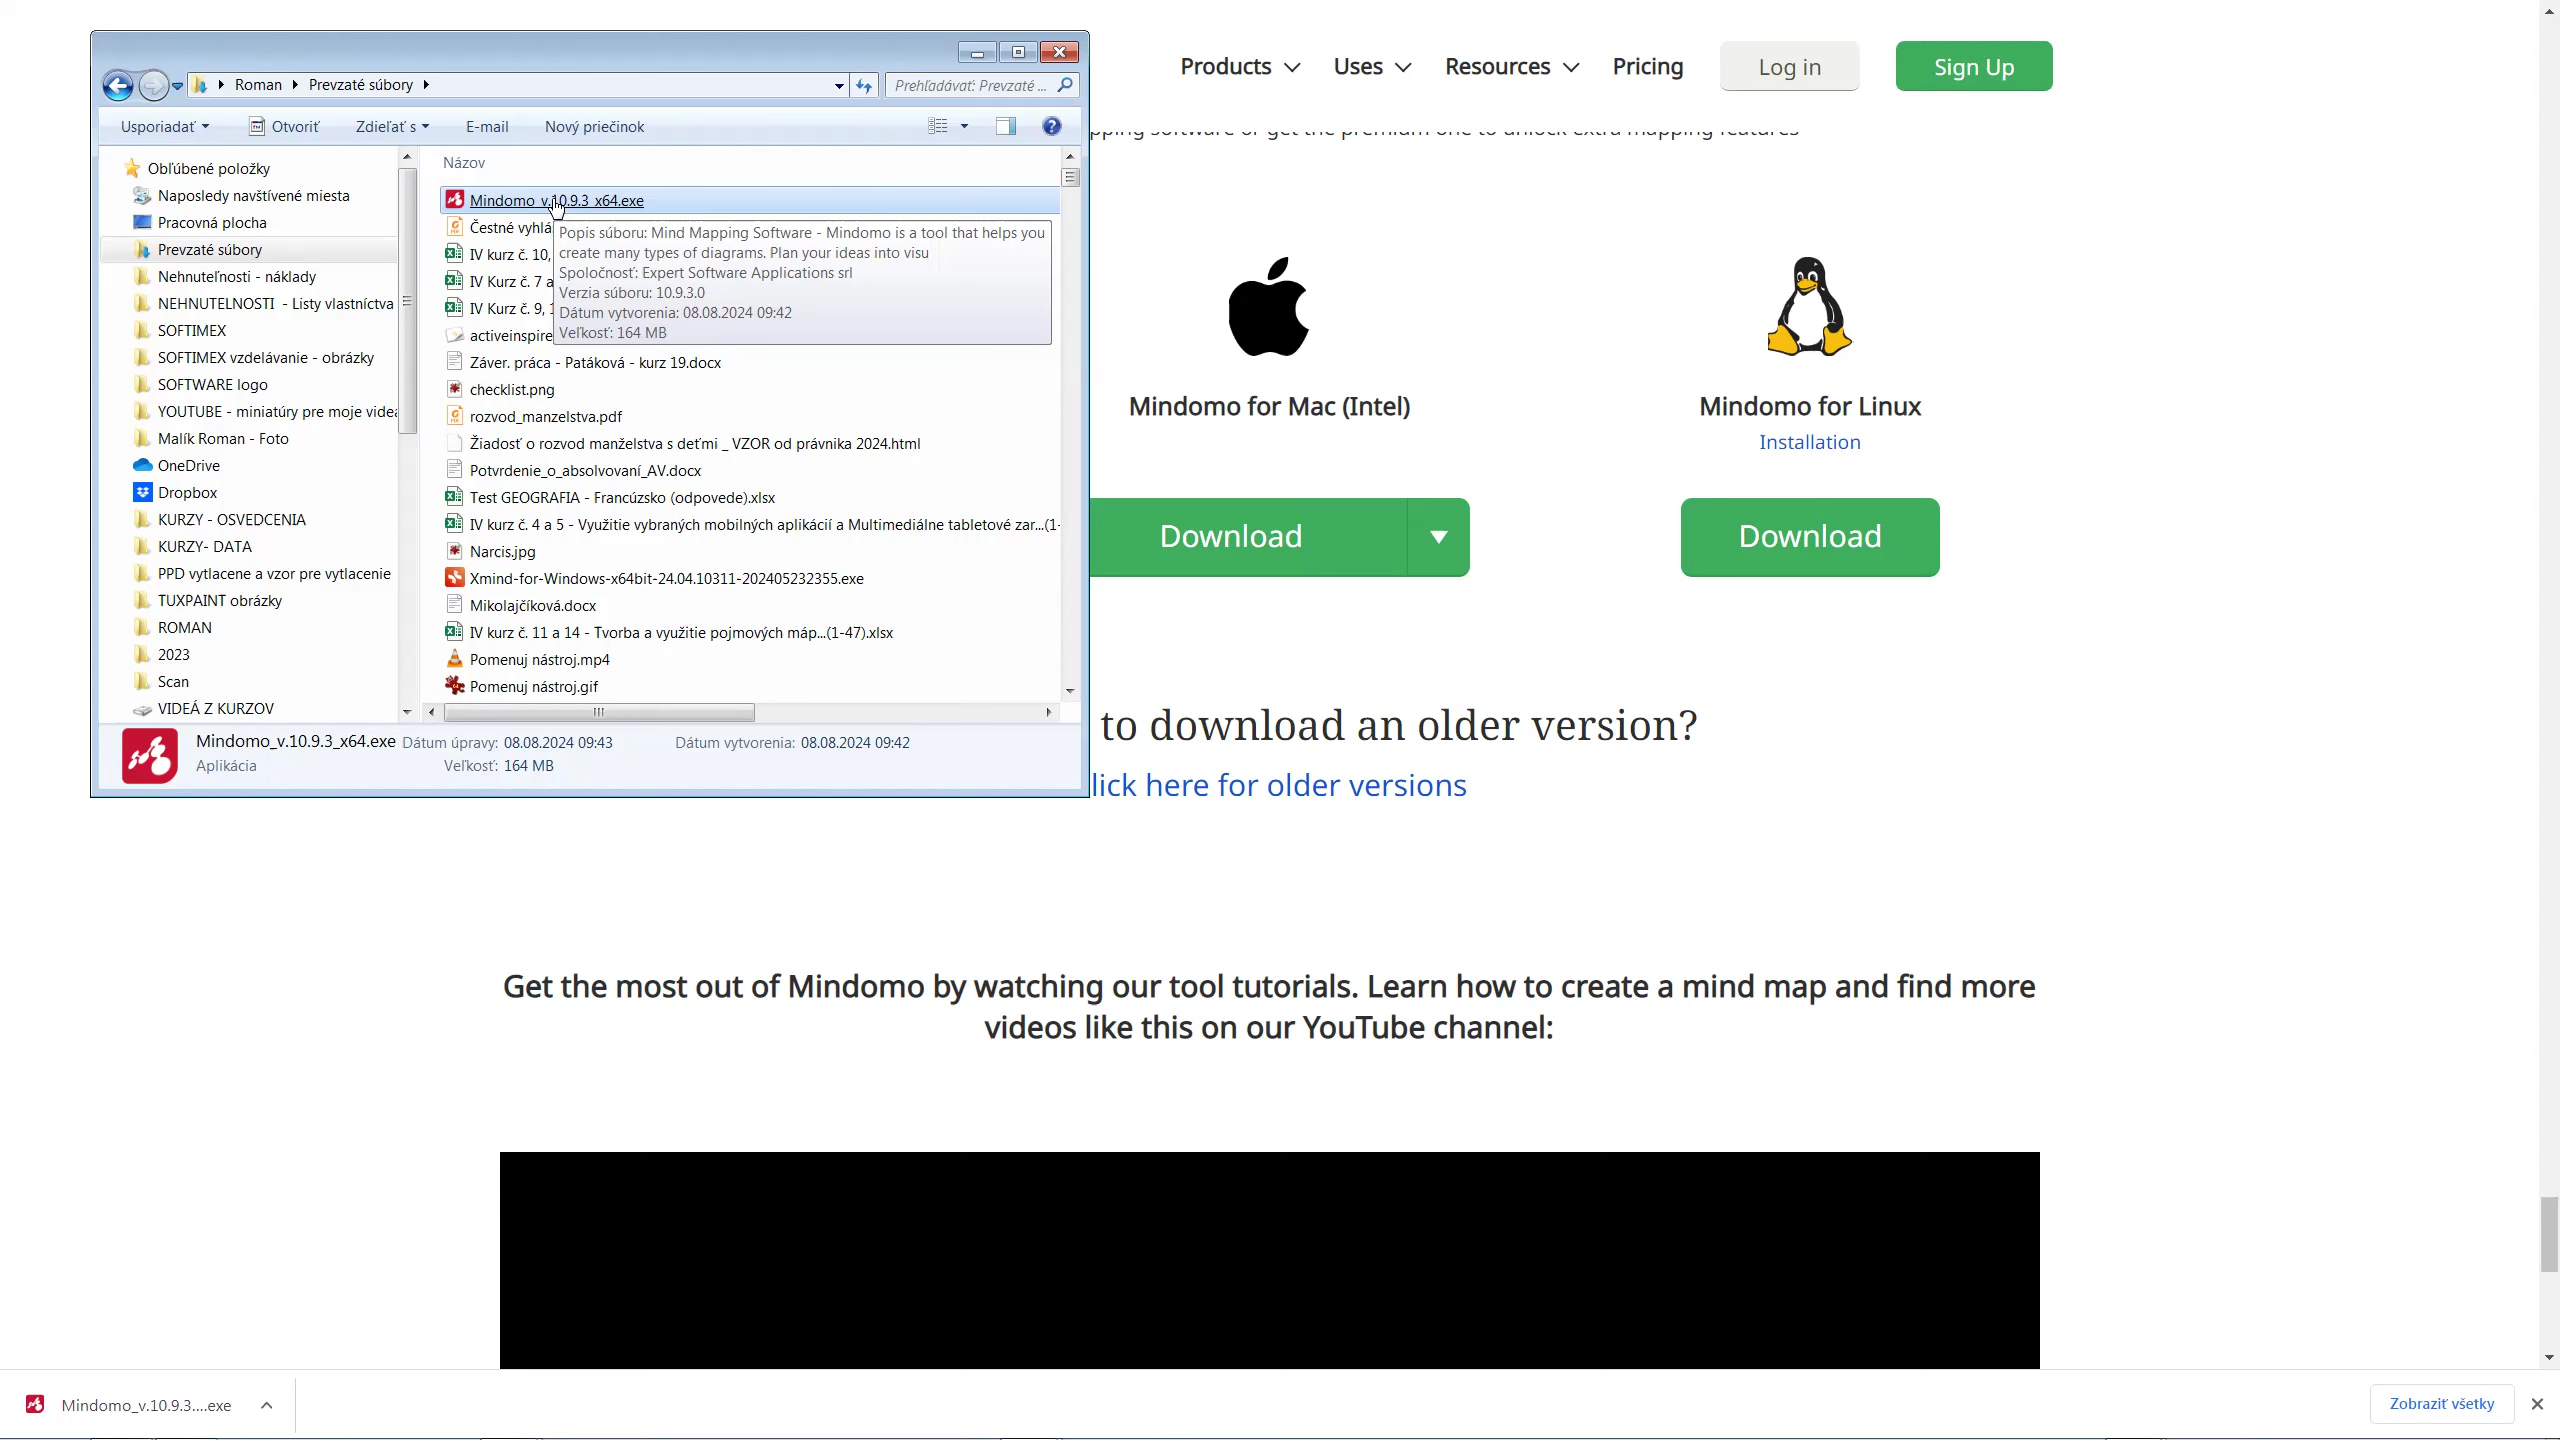 Products
Uses
Resources
Pricing
Log in
Sign Up
pping software or get the premium one to unlock extra mapping features
Roman
Prevzaté súbory
Prehľadávať: Prevzaté ...
Usporiadať
Otvoriť
Zdieľať s
E-mail
Nový priečinok
Obľúbené položky
Naposledy navštívené miesta
Pracovná plocha
Prevzaté súbory
Nehnuteľnosti - náklady
NEHNUTELNOSTI - Listy vlastníctva
SOFTIMEX
SOFTIMEX vzdelávanie - obrázky
SOFTWARE logo
YOUTUBE - miniatúry pre moje videá
Malík Roman - Foto
OneDrive
Dropbox
KURZY - OSVEDCENIA
KURZY- DATA
PPD vytlacene a vzor pre vytlacenie
TUXPAINT obrázky
ROMAN
2023
Scan
VIDEÁ Z KURZOV
Názov
Mindomo_v.10.9.3_x64.exe
Čestné vyhlá
IV kurz č. 10,
IV Kurz č. 7 a
IV Kurz č. 9, 1
activeinspire
Popis súboru: Mind Mapping Software - Mindomo is a tool that helps you
create many types of diagrams. Plan your ideas into visu
Spoločnosť: Expert Software Applications srl
Verzia súboru: 10.9.3.0
Dátum vytvorenia: 08.08.2024 09:42
Veľkosť: 164 MB
Záver. práca - Patáková - kurz 19.docx
checklist.png
rozvod_manzelstva.pdf
Žiadosť o rozvod manželstva s deťmi _ VZOR od právnika 2024.html
Potvrdenie_o_absolvovaní_AV.docx
Test GEOGRAFIA - Francúzsko (odpovede).xlsx
IV kurz č. 4 a 5 - Využitie vybraných mobilných aplikácií a Multimediálne tabletové zar...(1-
Narcis.jpg
Xmind-for-Windows-x64bit-24.04.10311-202405232355.exe
Mikolajčíková.docx
IV kurz č. 11 a 14 - Tvorba a využitie pojmových máp...(1-47).xlsx
Pomenuj nástroj.mp4
Pomenuj nástroj.gif
Mindomo_v.10.9.3_x64.exe Dátum úpravy: 08.08.2024 09:43 Dátum vytvorenia: 08.08.2024 09:42
Aplikácia Veľkosť: 164 MB
Mindomo for Mac (Intel)
Download
Mindomo for Linux
Installation
Download
to download an older version?
lick here for older versions
Get the most out of Mindomo by watching our tool tutorials. Learn how to create a mind map and find more
videos like this on our YouTube channel:
Mindomo_v.10.9.3....exe
Zobraziť všetky